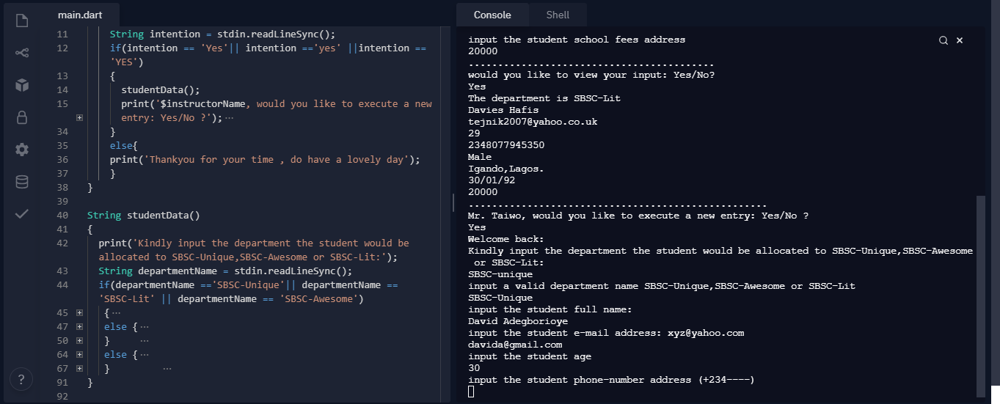 main.dart
11 String intention = stdin.readLineSync();
12 if(intention == 'Yes'|| intention =='yes' ||intention ==
'YES')
13 {
14 studentData();
15 print('$instructorName, would you like to execute a new
entry: Yes/No ?');···
34 }
35 else{
36 print('Thankyou for your time , do have a lovely day');
37 }
38 }
39
40 String studentData()
41 {
42 print('Kindly input the department the student would be
allocated to SBSC-Unique,SBSC-Awesome or SBSC-Lit:');
43 String departmentName = stdin.readLineSync();
44 if(departmentName =='SBSC-Unique'|| departmentName ==
'SBSC-Lit' || departmentName == 'SBSC-Awesome')
45 {···
47 else {···
50 } ···
64 else {···
67 } ···
91 }
92
?
Console Shell
input the student school fees address
20000
..........................................
would you like to view your input: Yes/No?
Yes
The department is SBSC-Lit
Davies Hafis
tejnik2007@yahoo.co.uk
29
2348077945350
Male
Igando,Lagos.
30/01/92
20000
...................................................
Mr. Taiwo, would you like to execute a new entry: Yes/No ?
Yes
Welcome back:
Kindly input the department the student would be allocated to SBSC-Unique,SBSC-Awesome
or SBSC-Lit:
SBSC-unique
input a valid department name SBSC-Unique,SBSC-Awesome or SBSC-Lit
SBSC-Unique
input the student full name:
David Adegborioye
input the student e-mail address: xyz@yahoo.com
davida@gmail.com
input the student age
30
input the student phone-number address (+234----)